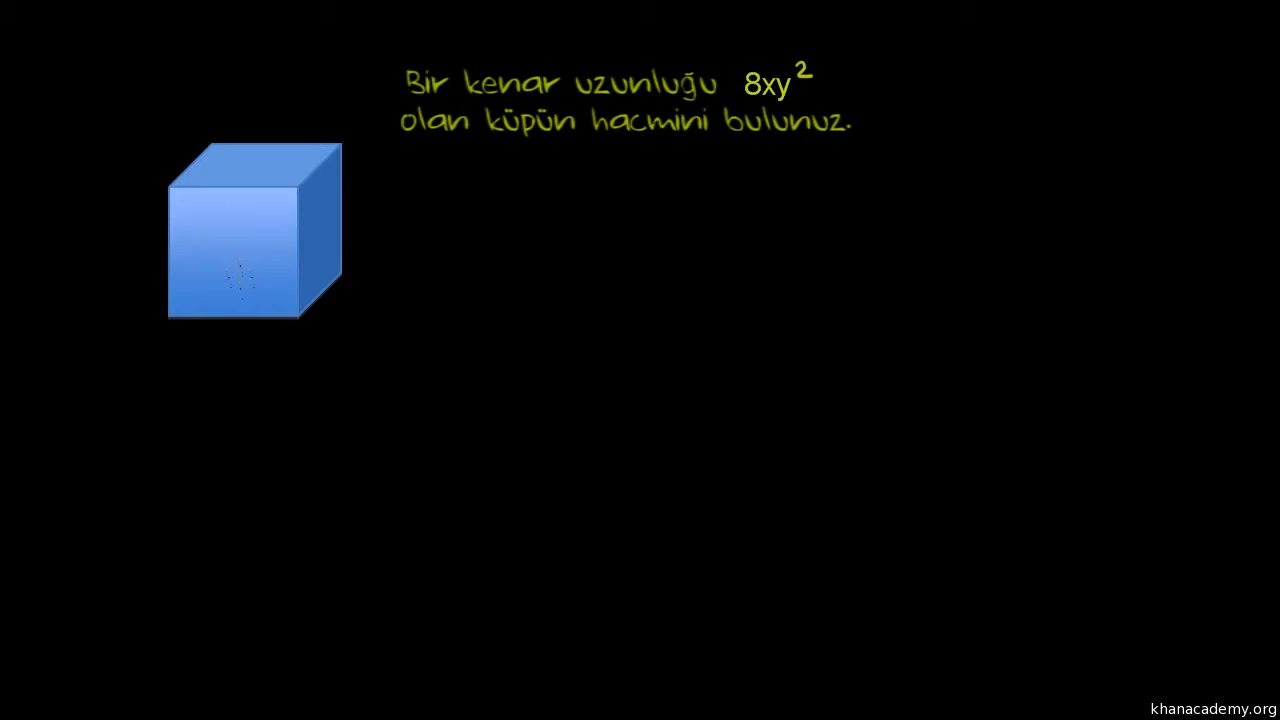 Bir kenar uzunluğu 8xy²
olan küpün hacmini bulunuz.
khanacademy.org